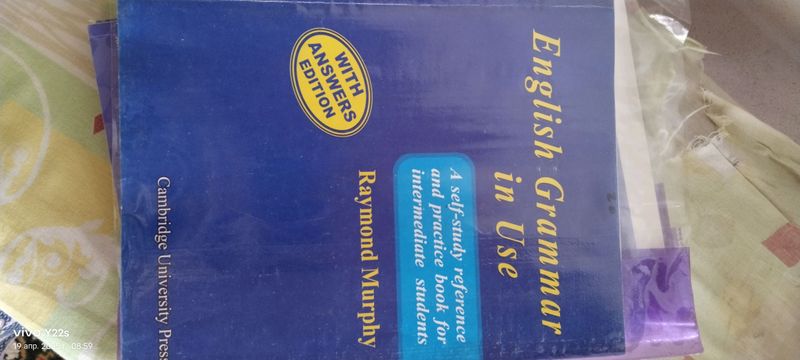 English Grammar
in Use
A self-study reference
and practice book for
intermediate students
WITH
ANSWERS
EDITION
Raymond Murphy
Cambridge University Press
vivo Y22s